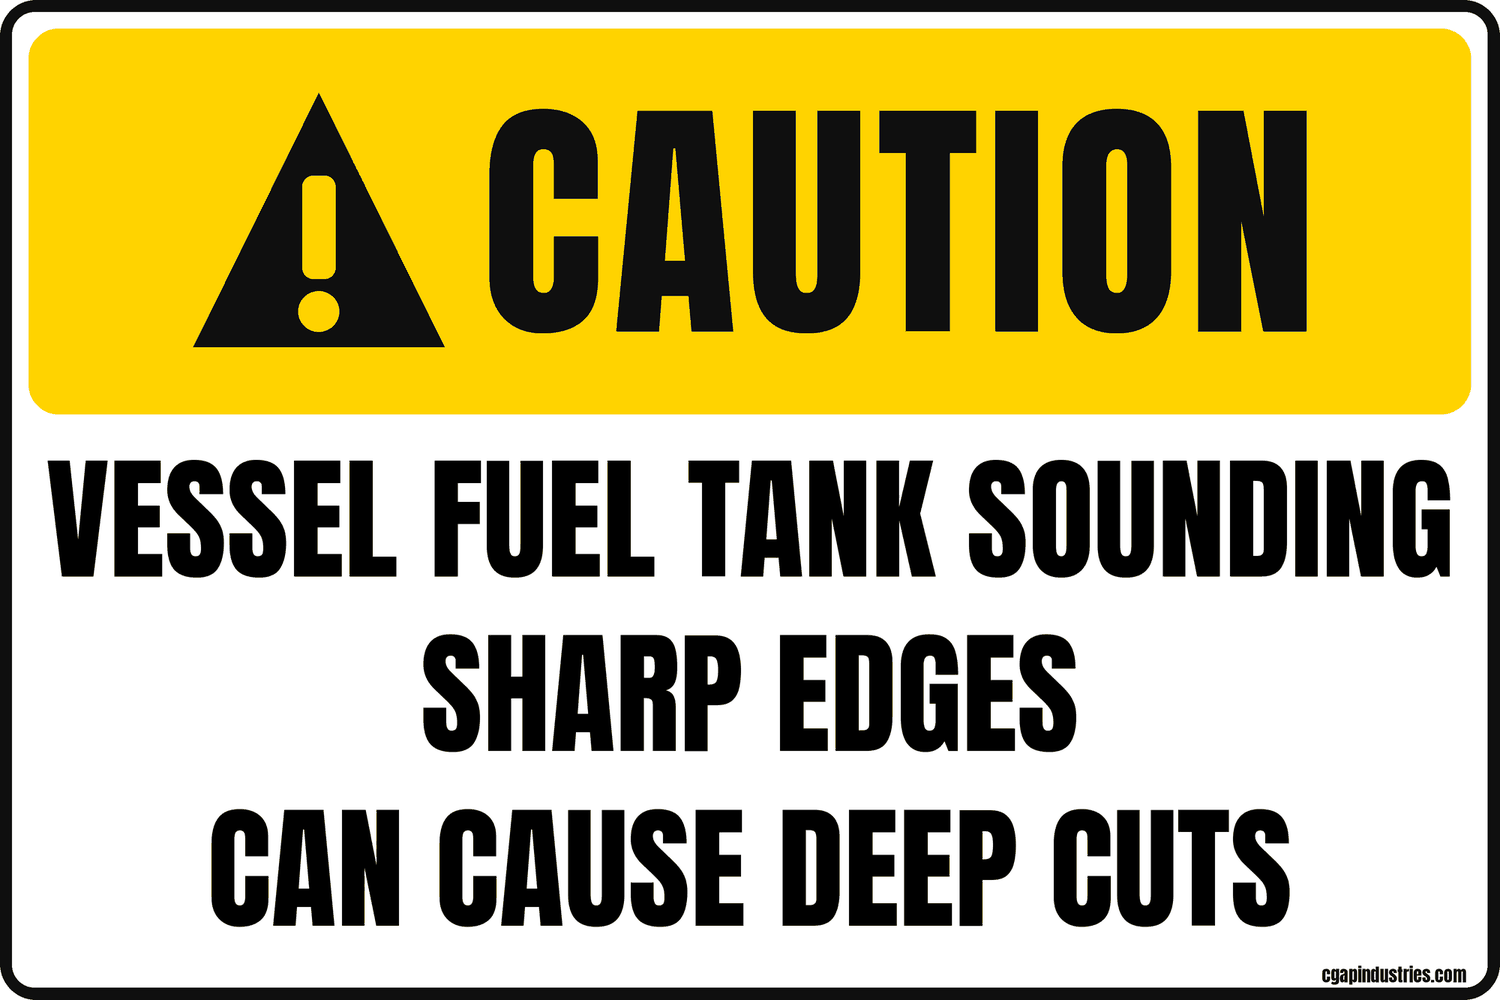 CAUTION
VESSEL FUEL TANK SOUNDING
SHARP EDGES
CAN CAUSE DEEP CUTS
cgapindustries.com